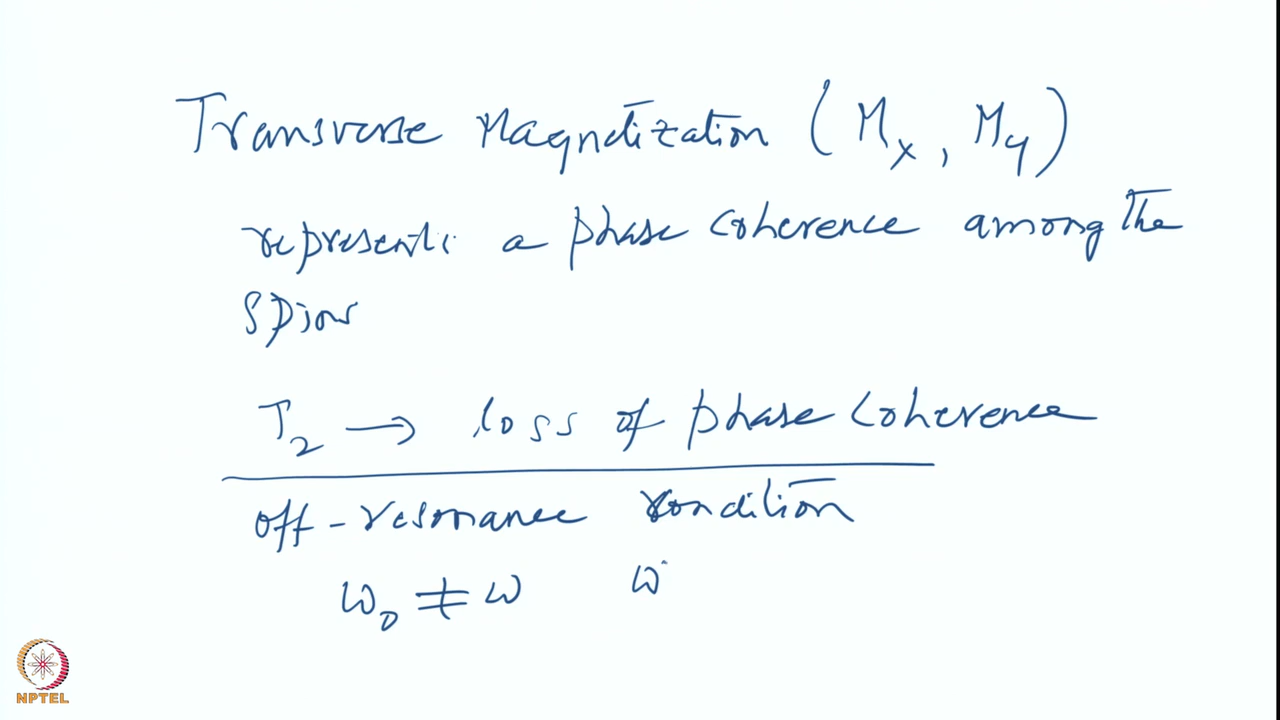 Transverse Magnetization (Mx, My)
represents a phase coherence among the
spins
T2 → loss of phase coherence
off-resonance condition
ω0 ≠ ω ω
NPTEL